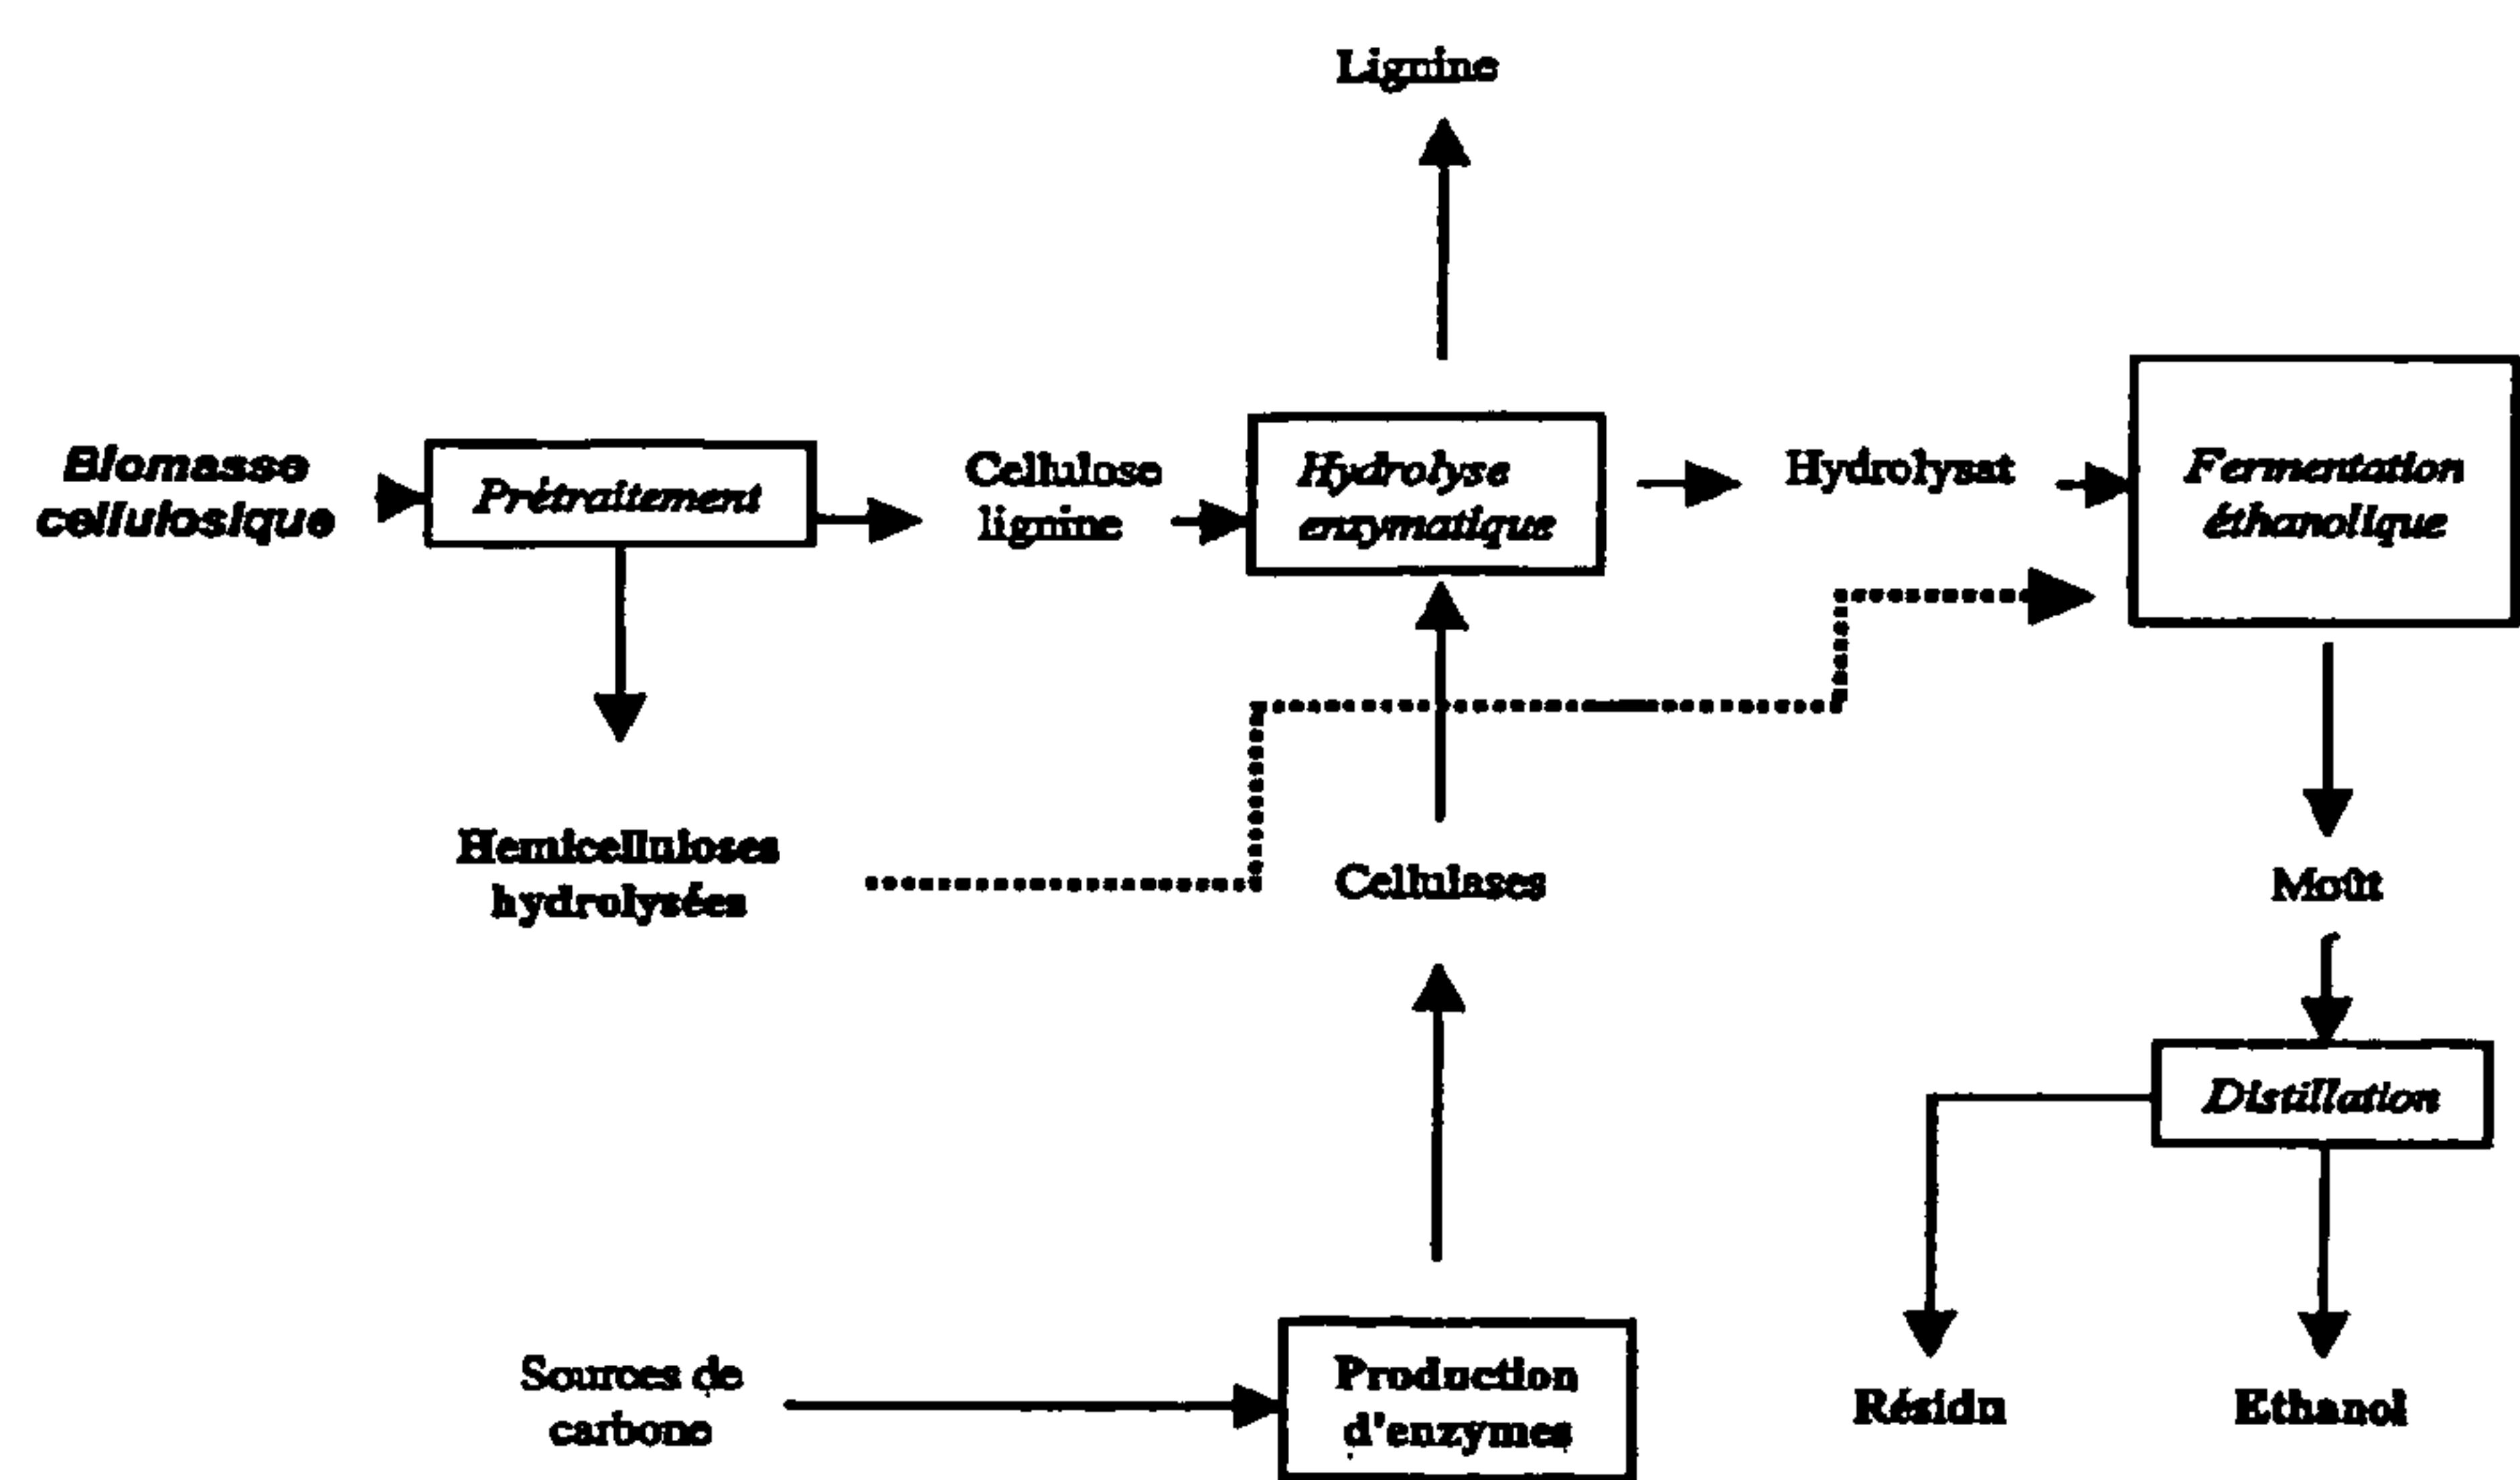 Lignine
Biomasse
cellulosique
Prétraitement
Cellulose
lignine
Hydrolyse
enzymatique
Hydrolysat
Fermentation
éthanolique
Hemicelluloses
hydrolysées
Cellulases
Moût
Distillation
Sources de
carbone
Production
d'enzymes
Résidu
Ethanol